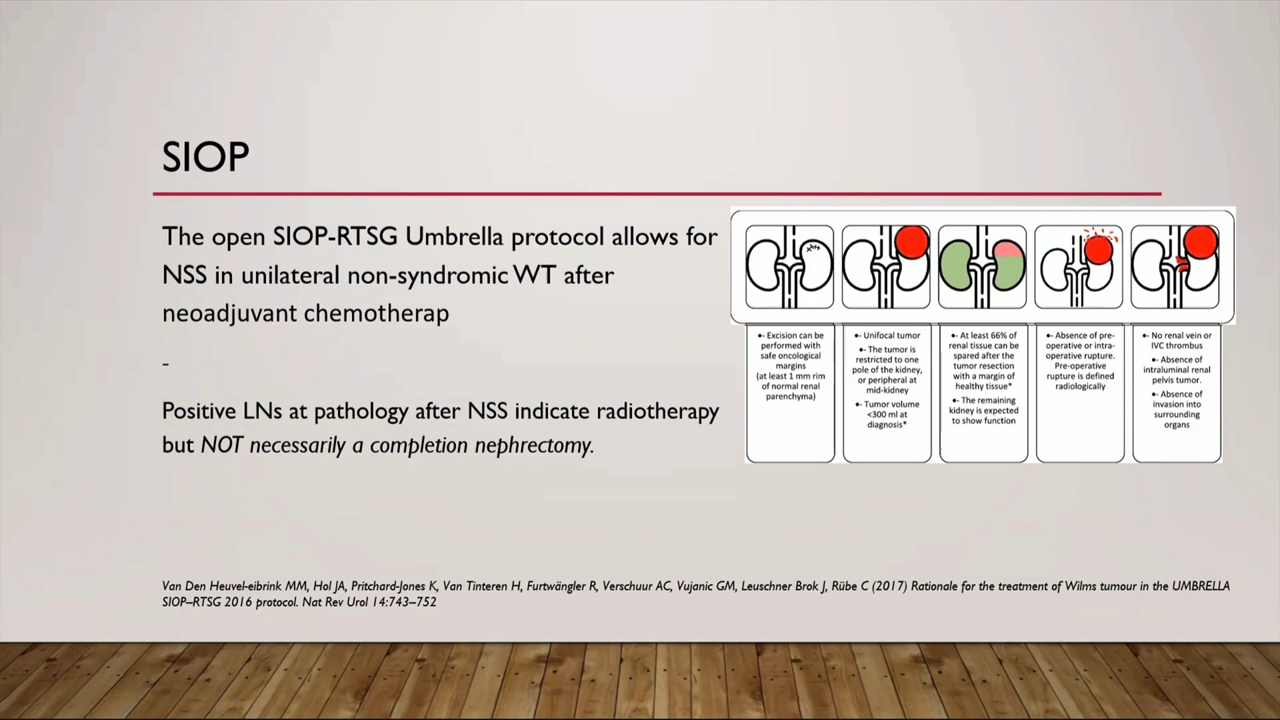 SIOP
The open SIOP-RTSG Umbrella protocol allows for
NSS in unilateral non-syndromic WT after
neoadjuvant chemotherap
-
Positive LNs at pathology after NSS indicate radiotherapy
but NOT necessarily a completion nephrectomy.
•- Excision can be
performed with
safe oncological
margins
(at least 1 mm rim
of normal renal
parenchyma)
•- Unifocal tumor
•- The tumor is
restricted to one
pole of the kidney,
or peripheral at
mid-kidney
•- Tumor volume
<300 ml at
diagnosis*
•- At least 66% of
renal tissue can be
spared after the
tumor resection
with a margin of
healthy tissue*
•- The remaining
kidney is expected
to show function
•- Absence of pre-
operative or intra-
operative rupture.
Pre-operative
rupture is defined
radiologically
•- No renal vein or
IVC thrombus
•- Absence of
intraluminal renal
pelvis tumor.
•- Absence of
invasion into
surrounding
organs
Van Den Heuvel-eibrink MM, Hol JA, Pritchard-Jones K, Van Tinteren H, Furtwängler R, Verschuur AC, Vujanic GM, Leuschner Brok J, Rübe C (2017) Rationale for the treatment of Wilms tumour in the UMBRELLA
SIOP–RTSG 2016 protocol. Nat Rev Urol 14:743–752